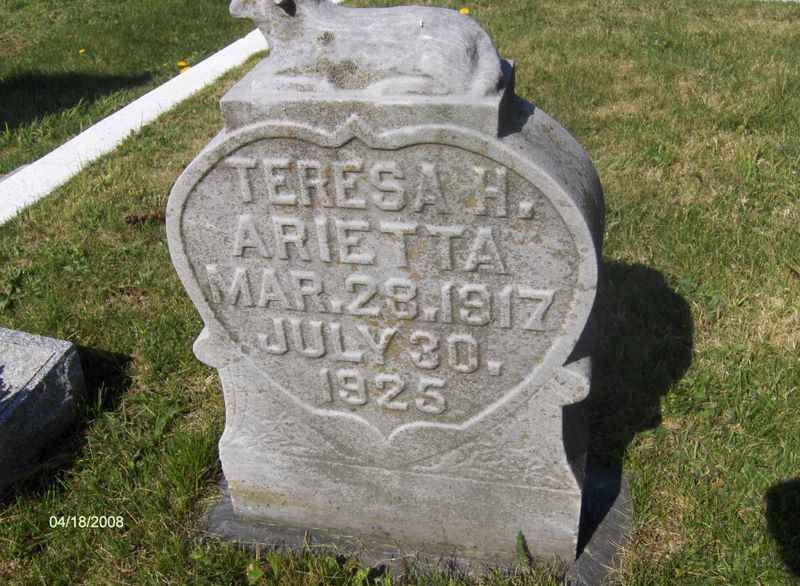 TERESA H.
ARIETTA
MAR. 28. 1917
JULY 30.
1925
04/18/2008